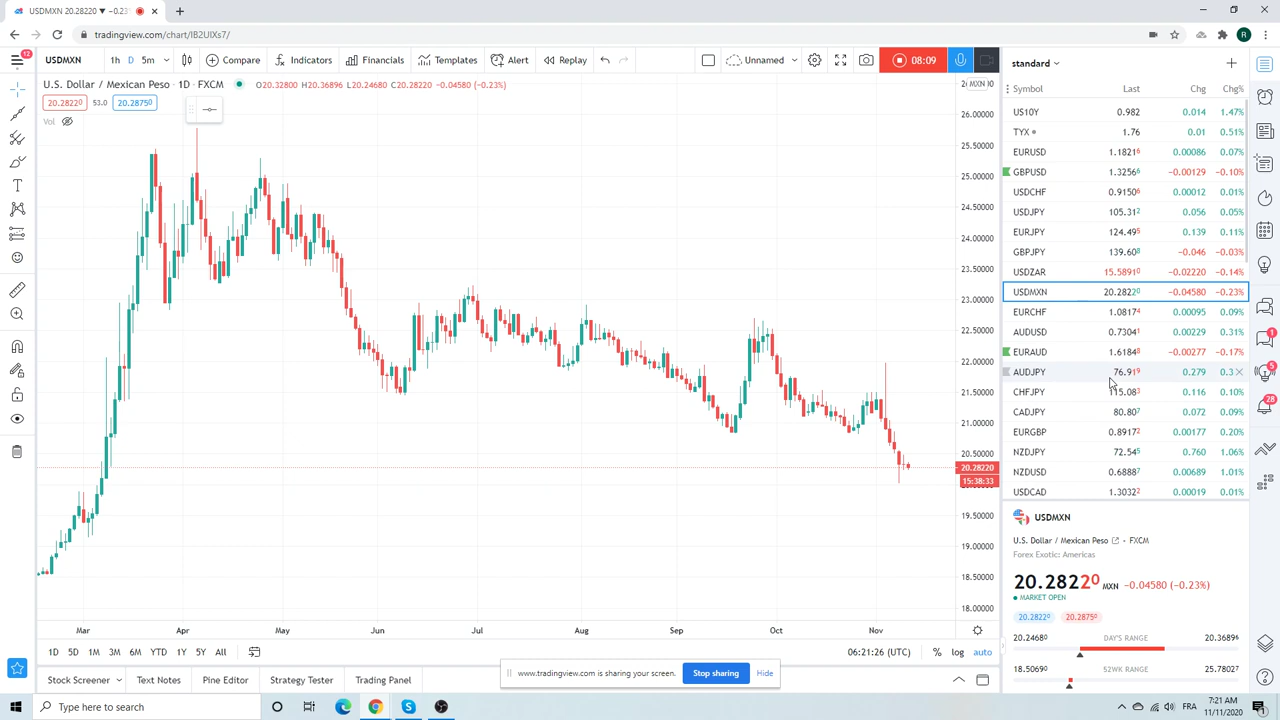 USDMXN 20.28220 ▼ −0.23
tradingview.com/chart/IB2UIXs7/
R
12
USDMXN
1h D 5m
Compare
Indicators
Financials
Templates
Alert
Replay
Unnamed
08:09
standard
U.S. Dollar / Mexican Peso · 1D · FXCM
O20.32800 H20.36896 L20.24680 C20.28220 −0.04580 (−0.23%)
20.28220 53.0 20.28750
Vol
MXN
Symbol Last Chg Chg%
US10Y 0.982 0.014 1.47%
TYX 1.76 0.01 0.51%
EURUSD 1.18216 0.00086 0.07%
GBPUSD 1.32566 −0.00129 −0.10%
USDCHF 0.91506 0.00012 0.01%
USDJPY 105.312 0.056 0.05%
EURJPY 124.495 0.139 0.11%
GBPJPY 139.608 −0.046 −0.03%
USDZAR 15.58910 −0.02220 −0.14%
USDMXN 20.28220 −0.04580 −0.23%
EURCHF 1.08174 0.00095 0.09%
AUDUSD 0.73041 0.00229 0.31%
EURAUD 1.61848 −0.00277 −0.17%
AUDJPY 76.919 0.279 0.3
CHFJPY 115.083 0.116 0.10%
CADJPY 80.807 0.072 0.09%
EURGBP 0.89172 0.00177 0.20%
NZDJPY 72.545 0.760 1.06%
NZDUSD 0.68887 0.00689 1.01%
USDCAD 1.30322 0.00019 0.01%
26.00000
25.50000
25.00000
24.50000
24.00000
23.50000
23.00000
22.50000
22.00000
21.50000
21.00000
20.50000
20.28220
15:38:33
19.50000
19.00000
18.50000
18.00000
1
5
28
USDMXN
U.S. Dollar / Mexican Peso - FXCM
Forex Exotic: Americas
20.28220 MXN −0.04580 (−0.23%)
MARKET OPEN
20.28220 20.28750
20.24680 DAY'S RANGE 20.36896
18.50690 52WK RANGE 25.78027
Mar Apr May Jun Jul Aug Sep Oct Nov
1D 5D 1M 3M 6M YTD 1Y 5Y All
06:21:26 (UTC) % log auto
Stock Screener
Text Notes
Pine Editor
Strategy Tester
Trading Panel
www.tradingview.com is sharing your screen.
Stop sharing
Hide
Type here to search
FRA
7:21 AM
11/11/2020
1